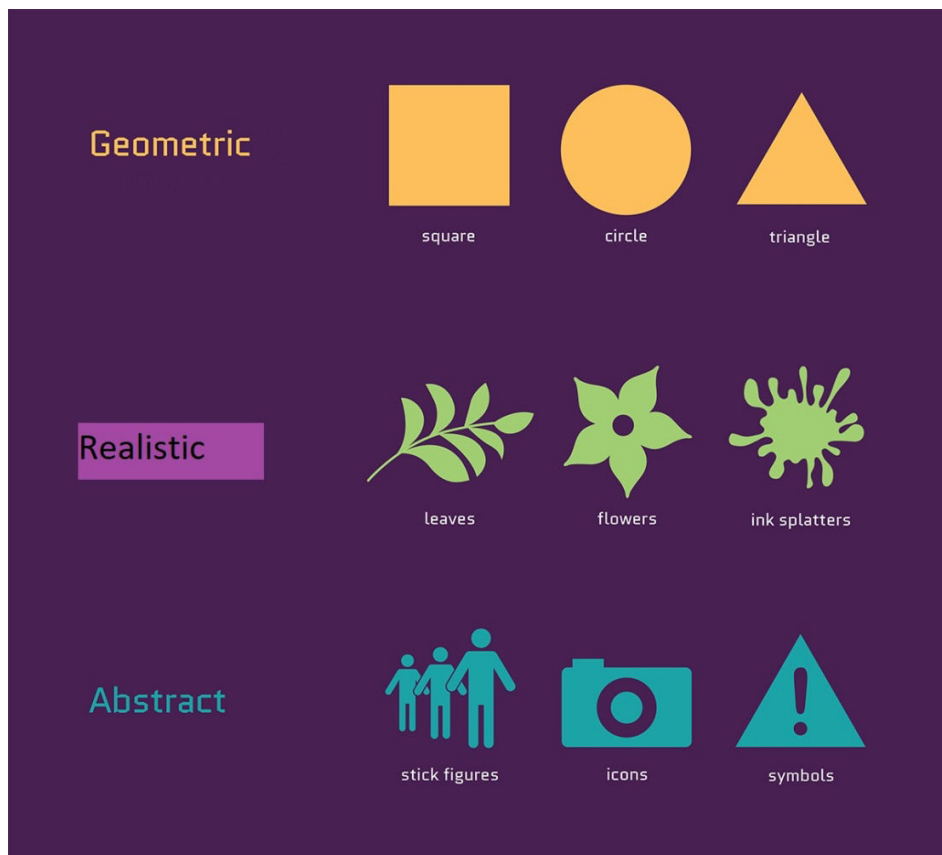 Geometric
square circle triangle
Realistic
leaves flowers ink splatters
Abstract
stick figures icons symbols